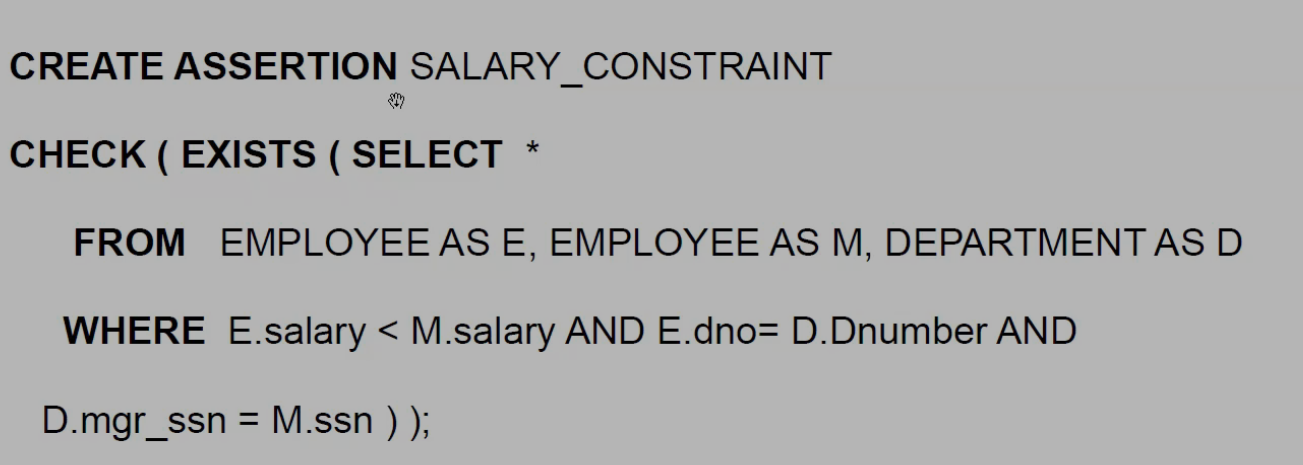 CREATE ASSERTION SALARY_CONSTRAINT
CHECK ( EXISTS ( SELECT *
FROM EMPLOYEE AS E, EMPLOYEE AS M, DEPARTMENT AS D
WHERE E.salary < M.salary AND E.dno= D.Dnumber AND
D.mgr_ssn = M.ssn ) );